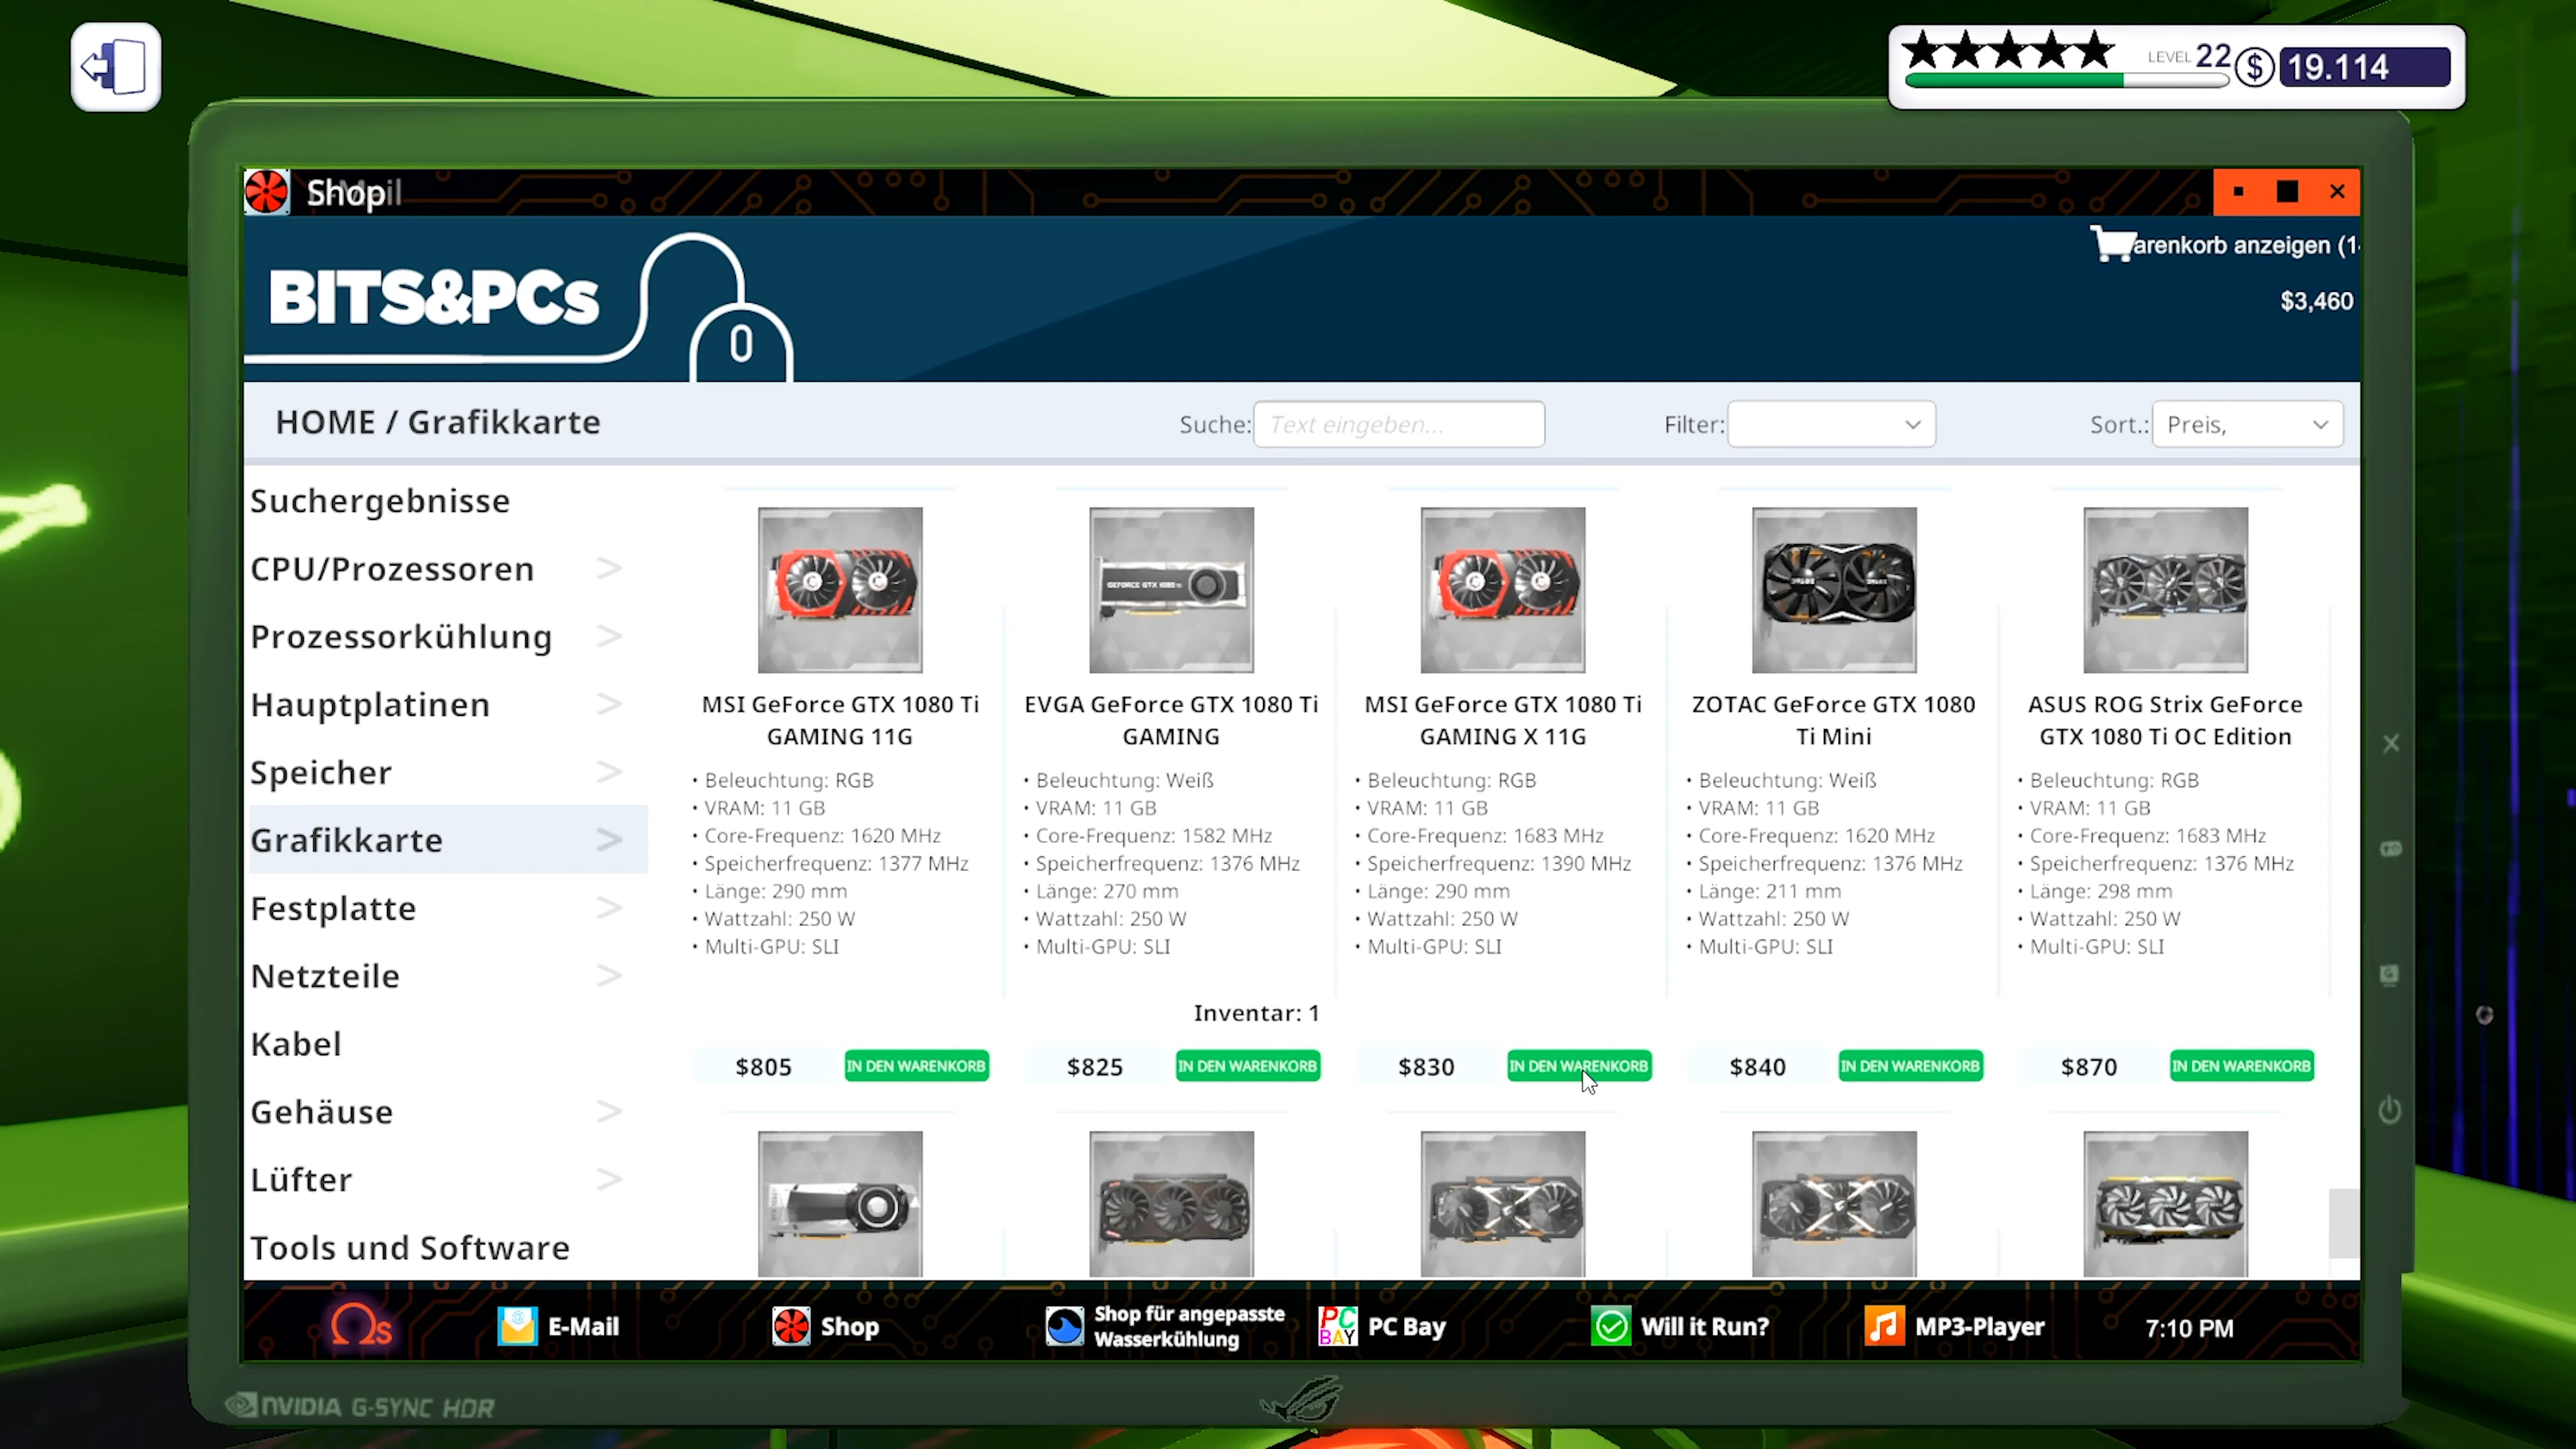 LEVEL 22 $ 19.114
Shop
arenkorb anzeigen (1
BITS&PCs
$3,460
HOME / Grafikkarte
Suche: Text eingeben...
Filter:
Sort.: Preis,
Suchergebnisse
CPU/Prozessoren >
Prozessorkühlung >
Hauptplatinen >
Speicher >
Grafikkarte >
Festplatte >
Netzteile >
Kabel
Gehäuse >
Lüfter >
Tools und Software
MSI GeForce GTX 1080 Ti
GAMING 11G
• Beleuchtung: RGB
• VRAM: 11 GB
• Core-Frequenz: 1620 MHz
• Speicherfrequenz: 1377 MHz
• Länge: 290 mm
• Wattzahl: 250 W
• Multi-GPU: SLI
$805 IN DEN WARENKORB
GEFORCE GTX 1080 Ti
EVGA GeForce GTX 1080 Ti
GAMING
• Beleuchtung: Weiß
• VRAM: 11 GB
• Core-Frequenz: 1582 MHz
• Speicherfrequenz: 1376 MHz
• Länge: 270 mm
• Wattzahl: 250 W
• Multi-GPU: SLI
Inventar: 1
$825 IN DEN WARENKORB
MSI GeForce GTX 1080 Ti
GAMING X 11G
• Beleuchtung: RGB
• VRAM: 11 GB
• Core-Frequenz: 1683 MHz
• Speicherfrequenz: 1390 MHz
• Länge: 290 mm
• Wattzahl: 250 W
• Multi-GPU: SLI
$830 IN DEN WARENKORB
ZOTAC GeForce GTX 1080
Ti Mini
• Beleuchtung: Weiß
• VRAM: 11 GB
• Core-Frequenz: 1620 MHz
• Speicherfrequenz: 1376 MHz
• Länge: 211 mm
• Wattzahl: 250 W
• Multi-GPU: SLI
$840 IN DEN WARENKORB
ASUS ROG Strix GeForce
GTX 1080 Ti OC Edition
• Beleuchtung: RGB
• VRAM: 11 GB
• Core-Frequenz: 1683 MHz
• Speicherfrequenz: 1376 MHz
• Länge: 298 mm
• Wattzahl: 250 W
• Multi-GPU: SLI
$870 IN DEN WARENKORB
Ωs
E-Mail
Shop
Shop für angepasste
Wasserkühlung
PC BAY
PC Bay
Will it Run?
MP3-Player
7:10 PM
NVIDIA G-SYNC HDR